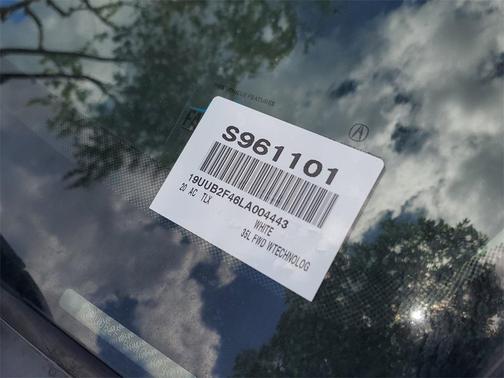 S961101
19UUB2F46LA004443
20 AC TLX
WHITE
35L FWD WTECHNOLOG